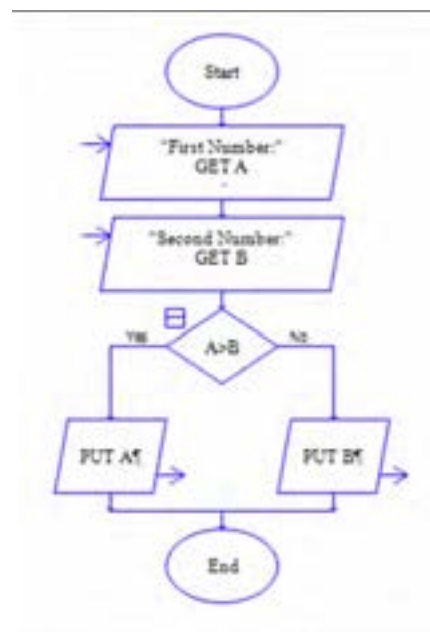 Start
"First Number:"
GET A
"Second Number:"
GET B
Yes
A>B
No
PUT A¶
PUT B¶
End